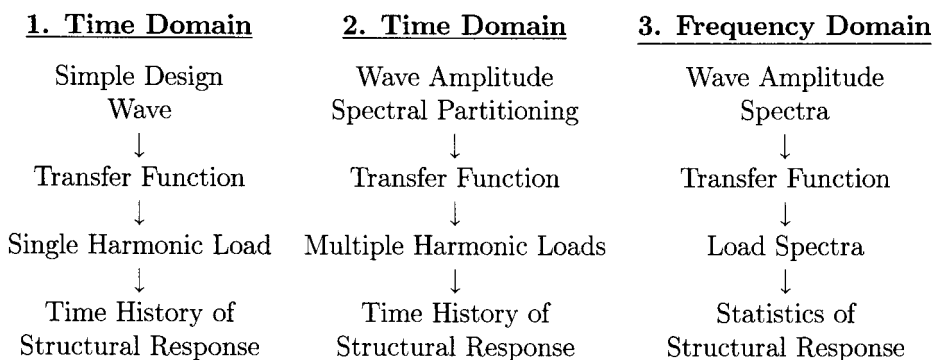 1. Time Domain
Simple Design
Wave
↓
Transfer Function
↓
Single Harmonic Load
↓
Time History of
Structural Response
2. Time Domain
Wave Amplitude
Spectral Partitioning
↓
Transfer Function
↓
Multiple Harmonic Loads
↓
Time History of
Structural Response
3. Frequency Domain
Wave Amplitude
Spectra
↓
Transfer Function
↓
Load Spectra
↓
Statistics of
Structural Response